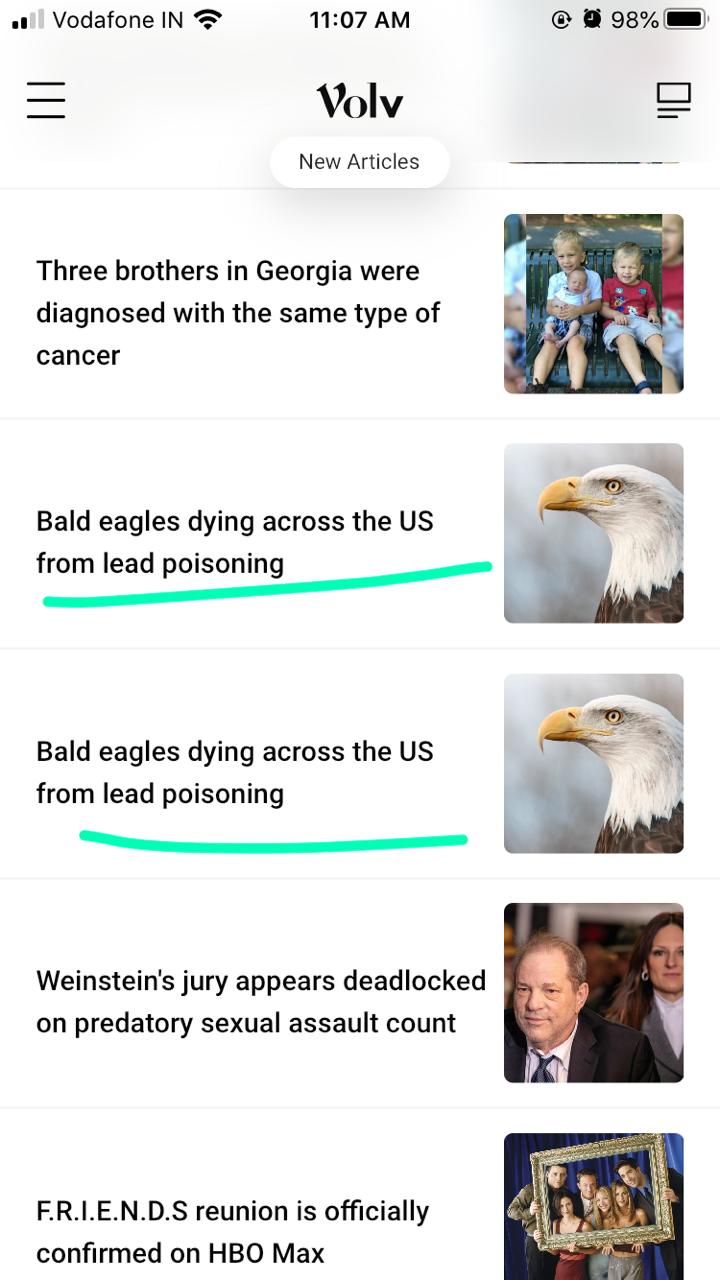 Vodafone IN 11:07 AM 98%
Volv
New Articles
Three brothers in Georgia were
diagnosed with the same type of
cancer
Bald eagles dying across the US
from lead poisoning
Bald eagles dying across the US
from lead poisoning
Weinstein's jury appears deadlocked
on predatory sexual assault count
F.R.I.E.N.D.S reunion is officially
confirmed on HBO Max